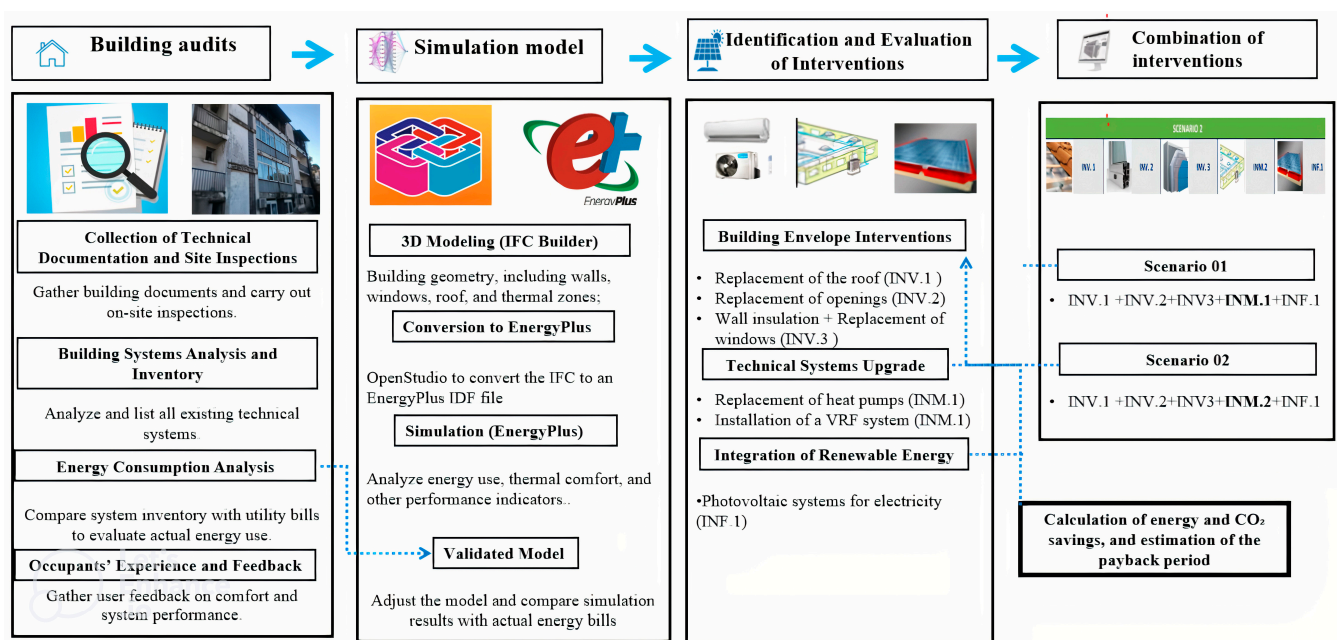 Building audits
Simulation model
Identification and Evaluation
of Interventions
Combination of
interventions
Collection of Technical
Documentation and Site Inspections
Gather building documents and carry out
on-site inspections.
Building Systems Analysis and
Inventory
Analyze and list all existing technical
systems.
Energy Consumption Analysis
Compare system inventory with utility bills
to evaluate actual energy use.
Occupants' Experience and Feedback
Gather user feedback on comfort and
system performance.
Let's
Enhance
.io
et
EnergyPlus
3D Modeling (IFC Builder)
Building geometry, including walls,
windows, roof, and thermal zones;
Conversion to EnergyPlus
OpenStudio to convert the IFC to an
EnergyPlus IDF file
Simulation (EnergyPlus)
Analyze energy use, thermal comfort, and
other performance indicators..
Validated Model
Adjust the model and compare simulation
results with actual energy bills
Building Envelope Interventions
• Replacement of the roof (INV.1 )
• Replacement of openings (INV.2)
• Wall insulation + Replacement of
windows (INV.3 )
Technical Systems Upgrade
• Replacement of heat pumps (INM.1)
• Installation of a VRF system (INM.1)
Integration of Renewable Energy
•Photovoltaic systems for electricity
(INF.1)
SCENARIO 2
INV. 1 INV. 2 INV. 3 INM.2 INF.1
Scenario 01
• INV.1 +INV.2+INV3+INM.1+INF.1
Scenario 02
• INV.1 +INV.2+INV3+INM.2+INF.1
Calculation of energy and CO₂
savings, and estimation of the
payback period